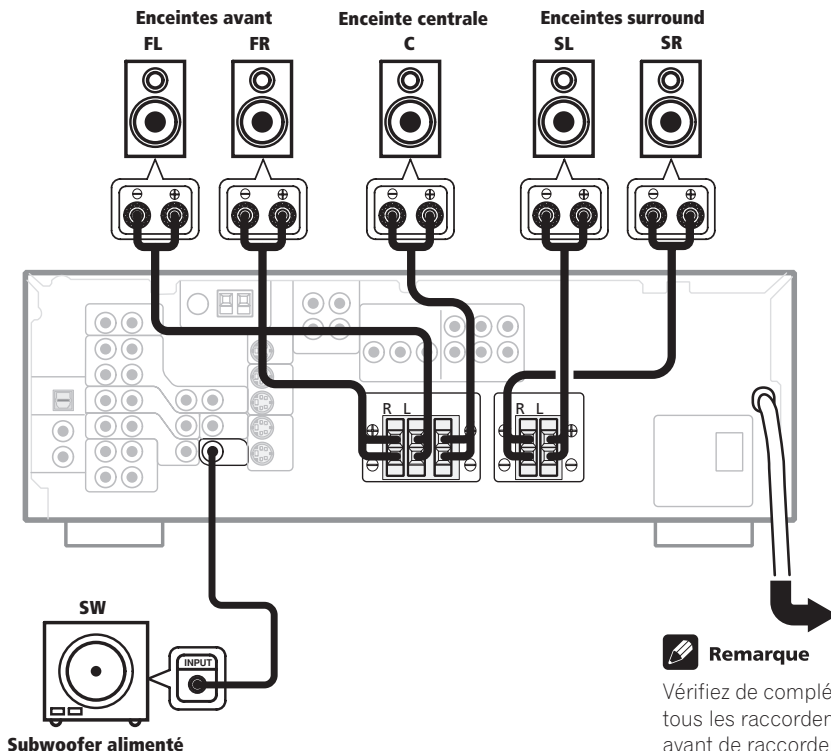 Enceintes avant
Enceinte centrale
Enceintes surround
FL
FR
C
SL
SR
R L
R L
SW
INPUT
Subwoofer alimenté
Remarque
Vérifiez de complé
tous les raccorder
avant de raccorde